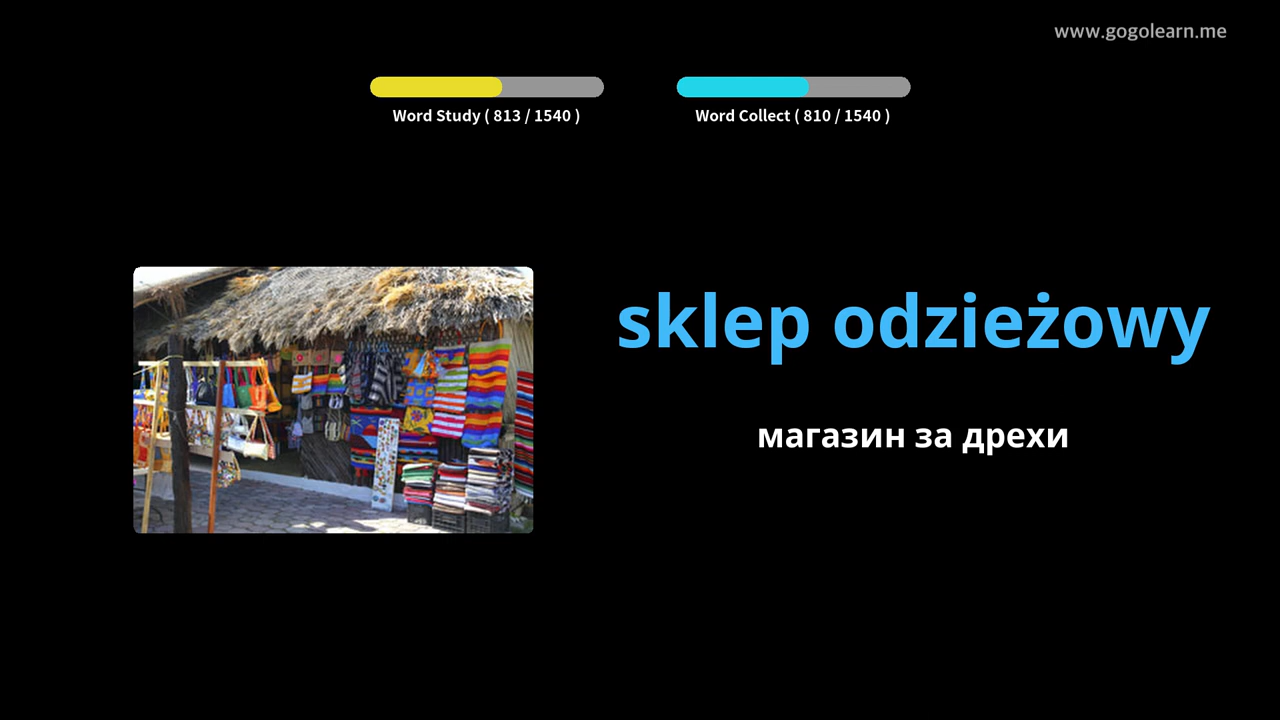 www.gogolearn.me
Word Study ( 813 / 1540 )
Word Collect ( 810 / 1540 )
sklep odzieżowy
магазин за дрехи